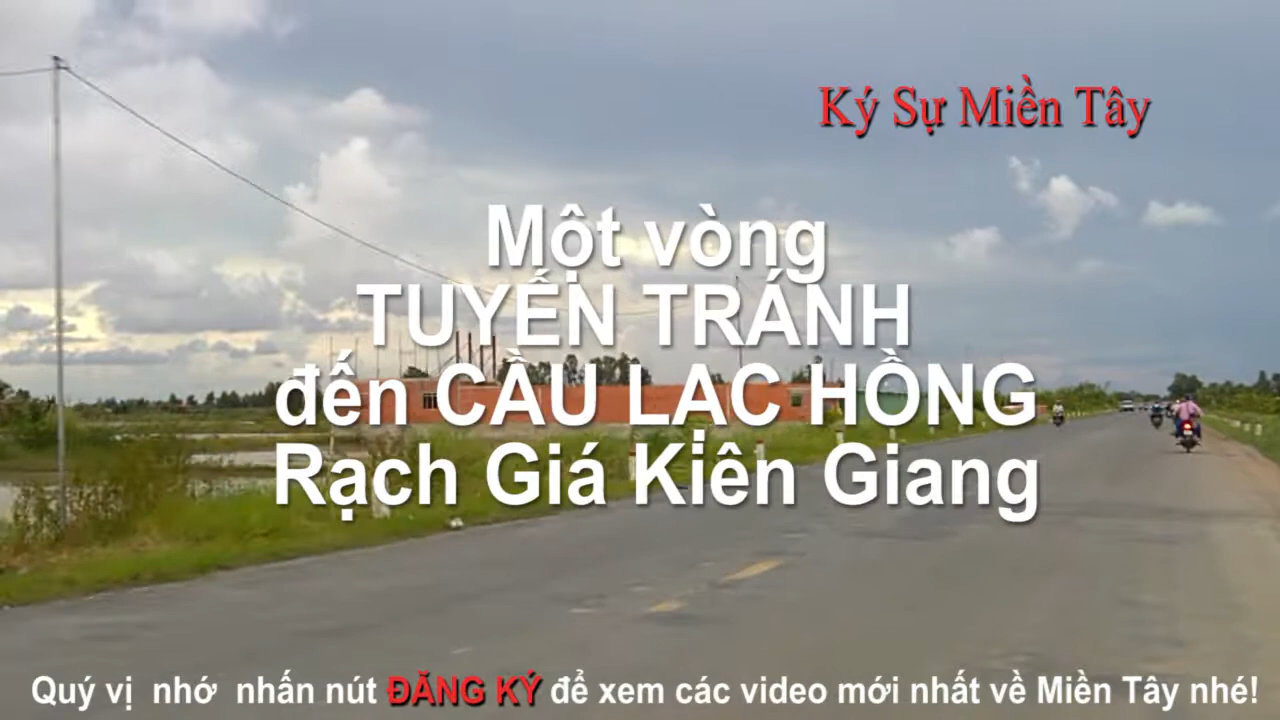 Ký Sự Miền Tây
Một vòng
TUYẾN TRÁNH
đến CẦU LẠC HỒNG
Rạch Giá Kiên Giang
Quý vị nhớ nhấn nút ĐĂNG KÝ để xem các video mới nhất về Miền Tây nhé!